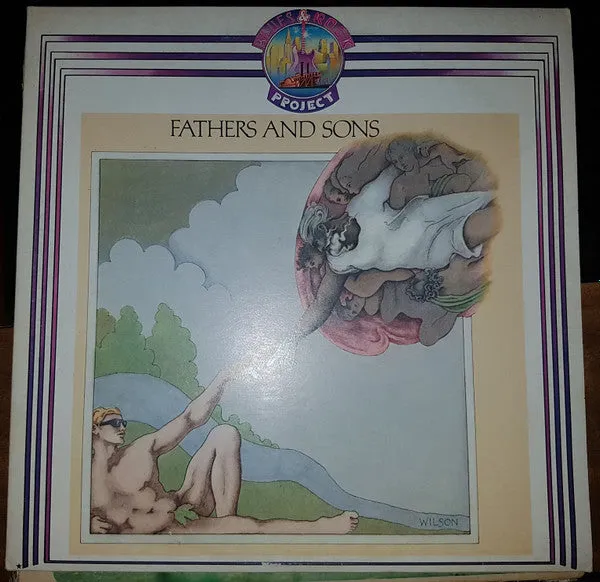 BLUES & ROCK
PROJECT
FATHERS AND SONS
WILSON